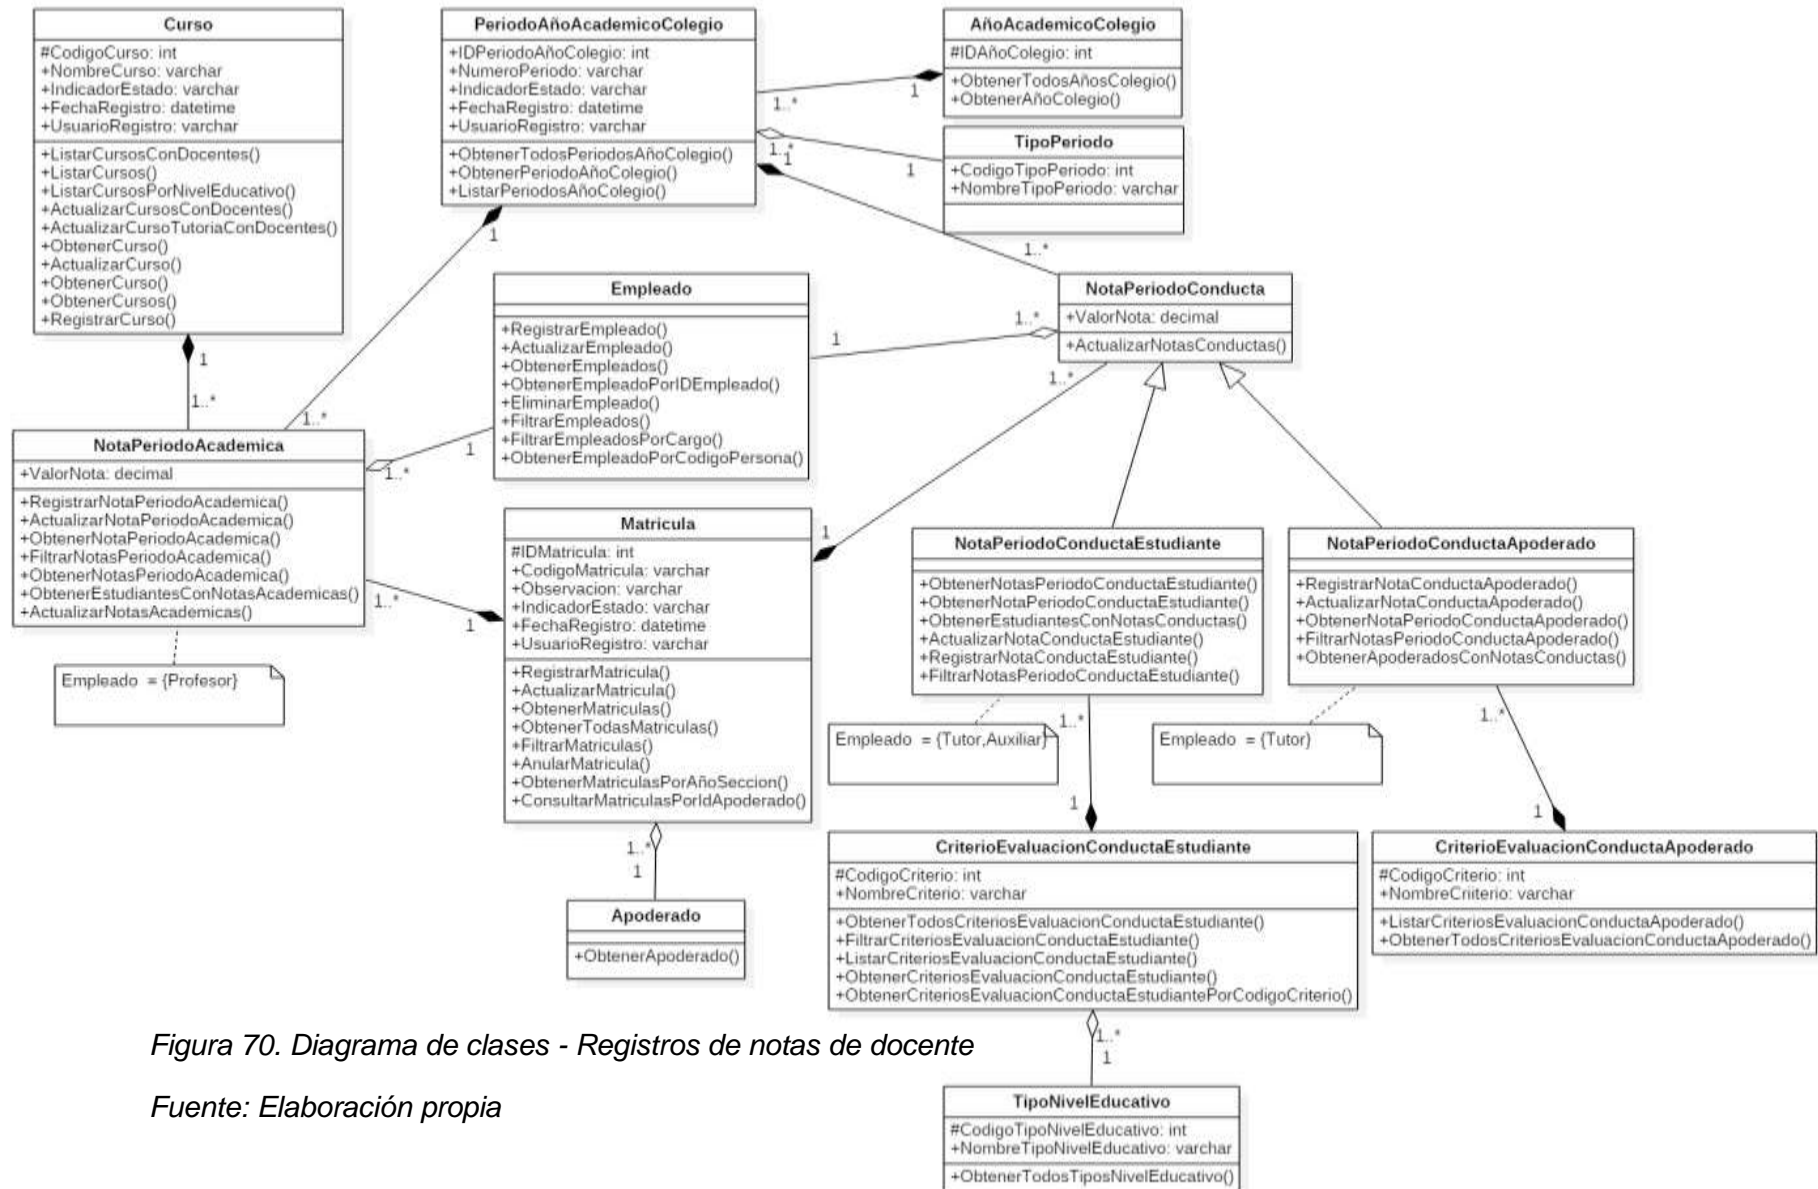 Curso
#CodigoCurso: int
+NombreCurso: varchar
+IndicadorEstado: varchar
+FechaRegistro: datetime
+UsuarioRegistro: varchar
+ListarCursosConDocentes()
+ListarCursos()
+ListarCursosPorNivelEducativo()
+ActualizarCursosConDocentes()
+ActualizarCursoTutoriaConDocentes()
+ObtenerCurso()
+ActualizarCurso()
+ObtenerCurso()
+ObtenerCursos()
+RegistrarCurso()
1
1..*
PeriodoAñoAcademicoColegio
+IDPeriodoAñoColegio: int
+NumeroPeriodo: varchar
+IndicadorEstado: varchar
+FechaRegistro: datetime
+UsuarioRegistro: varchar
+ObtenerTodosPeriodosAñoColegio()
+ObtenerPeriodoAñoColegio()
+ListarPeriodosAñoColegio()
1..*
1
1..*
1
1
1..*
1
1..*
AñoAcademicoColegio
#IDAñoColegio: int
+ObtenerTodosAñosColegio()
+ObtenerAñoColegio()
TipoPeriodo
+CodigoTipoPeriodo: int
+NombreTipoPeriodo: varchar
Empleado
+RegistrarEmpleado()
+ActualizarEmpleado()
+ObtenerEmpleados()
+ObtenerEmpleadoPorIDEmpleado()
+EliminarEmpleado()
+FiltrarEmpleados()
+FiltrarEmpleadosPorCargo()
+ObtenerEmpleadoPorCodigoPersona()
1
1..*
1
1..*
NotaPeriodoConducta
+ValorNota: decimal
+ActualizarNotasConductas()
1..*
1
NotaPeriodoAcademica
+ValorNota: decimal
+RegistrarNotaPeriodoAcademica()
+ActualizarNotaPeriodoAcademica()
+ObtenerNotaPeriodoAcademica()
+FiltrarNotasPeriodoAcademica()
+ObtenerNotasPeriodoAcademica()
+ObtenerEstudiantesConNotasAcademicas()
+ActualizarNotasAcademicas()
1..*
1
Empleado = {Profesor}
Matricula
#IDMatricula: int
+CodigoMatricula: varchar
+Observacion: varchar
+IndicadorEstado: varchar
+FechaRegistro: datetime
+UsuarioRegistro: varchar
+RegistrarMatricula()
+ActualizarMatricula()
+ObtenerMatriculas()
+ObtenerTodasMatriculas()
+FiltrarMatriculas()
+AnularMatricula()
+ObtenerMatriculasPorAñoSeccion()
+ConsultarMatriculasPorIdApoderado()
1..*
1
Apoderado
+ObtenerApoderado()
NotaPeriodoConductaEstudiante
+ObtenerNotasPeriodoConductaEstudiante()
+ObtenerNotaPeriodoConductaEstudiante()
+ObtenerEstudiantesConNotasConductas()
+ActualizarNotaConductaEstudiante()
+RegistrarNotaConductaEstudiante()
+FiltrarNotasPeriodoConductaEstudiante()
Empleado = {Tutor,Auxiliar}
1..*
1
NotaPeriodoConductaApoderado
+RegistrarNotaConductaApoderado()
+ActualizarNotaConductaApoderado()
+ObtenerNotaPeriodoConductaApoderado()
+FiltrarNotasPeriodoConductaApoderado()
+ObtenerApoderadosConNotasConductas()
Empleado = {Tutor}
1..*
1
CriterioEvaluacionConductaEstudiante
#CodigoCriterio: int
+NombreCriterio: varchar
+ObtenerTodosCriteriosEvaluacionConductaEstudiante()
+FiltrarCriteriosEvaluacionConductaEstudiante()
+ListarCriteriosEvaluacionConductaEstudiante()
+ObtenerCriteriosEvaluacionConductaEstudiante()
+ObtenerCriteriosEvaluacionConductaEstudiantePorCodigoCriterio()
1..*
1
CriterioEvaluacionConductaApoderado
#CodigoCriterio: int
+NombreCriiterio: varchar
+ListarCriteriosEvaluacionConductaApoderado()
+ObtenerTodosCriteriosEvaluacionConductaApoderado()
TipoNivelEducativo
#CodigoTipoNivelEducativo: int
+NombreTipoNivelEducativo: varchar
+ObtenerTodosTiposNivelEducativo()
Figura 70. Diagrama de clases - Registros de notas de docente
Fuente: Elaboración propia